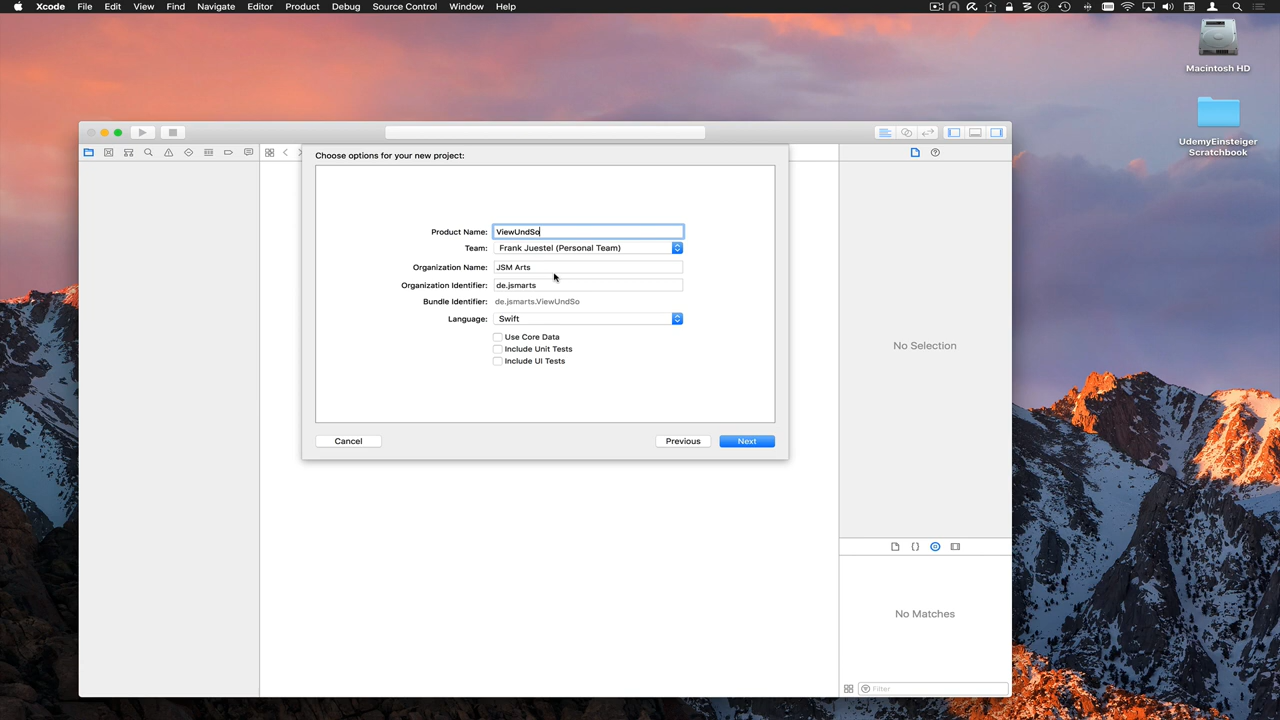 Xcode File Edit View Find Navigate Editor Product Debug Source Control Window Help
Macintosh HD
UdemyEinsteiger
Scratchbook
Choose options for your new project:
Product Name: ViewUndSo
Team: Frank Juestel (Personal Team)
Organization Name: JSM Arts
Organization Identifier: de.jsmarts
Bundle Identifier: de.jsmarts.ViewUndSo
Language: Swift
Use Core Data
Include Unit Tests
Include UI Tests
Cancel Previous Next
No Selection
No Matches
Filter